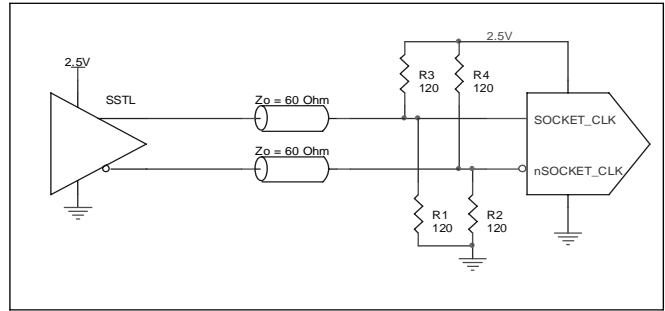 2.5V
2.5V
SSTL
R3
120
R4
120
Zo = 60 Ohm
SOCKET_CLK
Zo = 60 Ohm
nSOCKET_CLK
R1
120
R2
120